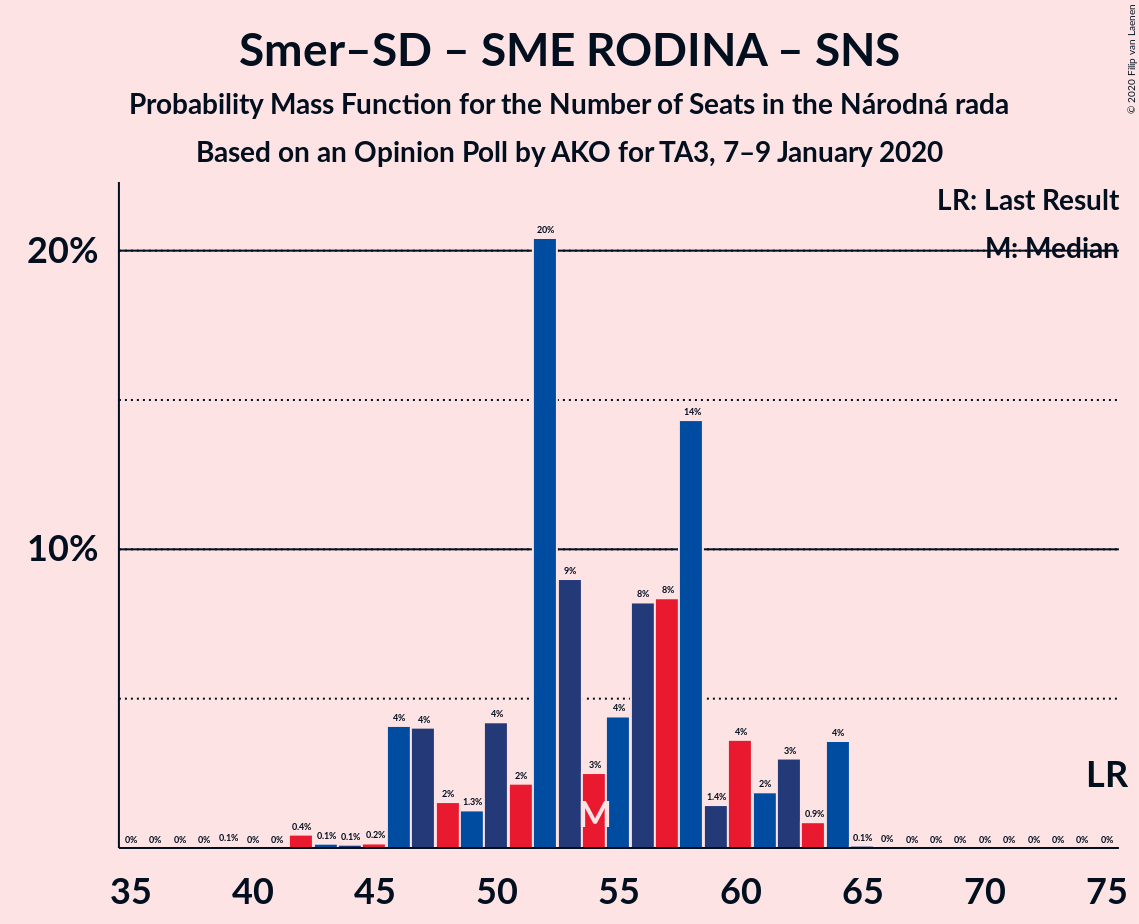 Smer–SD – SME RODINA – SNS
Probability Mass Function for the Number of Seats in the Národná rada
Based on an Opinion Poll by AKO for TA3, 7–9 January 2020
© 2020 Filip van Laenen
LR: Last Result
M: Median
20%
10%
0% 0% 0% 0% 0.1% 0% 0% 0.4% 0.1% 0.1% 0.2% 4% 4% 2% 1.3% 4% 2% 20% 9% 3% 4% 8% 8% 14% 1.4% 4% 2% 3% 0.9% 4% 0.1% 0% 0% 0% 0% 0% 0% 0% 0% 0% 0%
M
LR
35 40 45 50 55 60 65 70 75